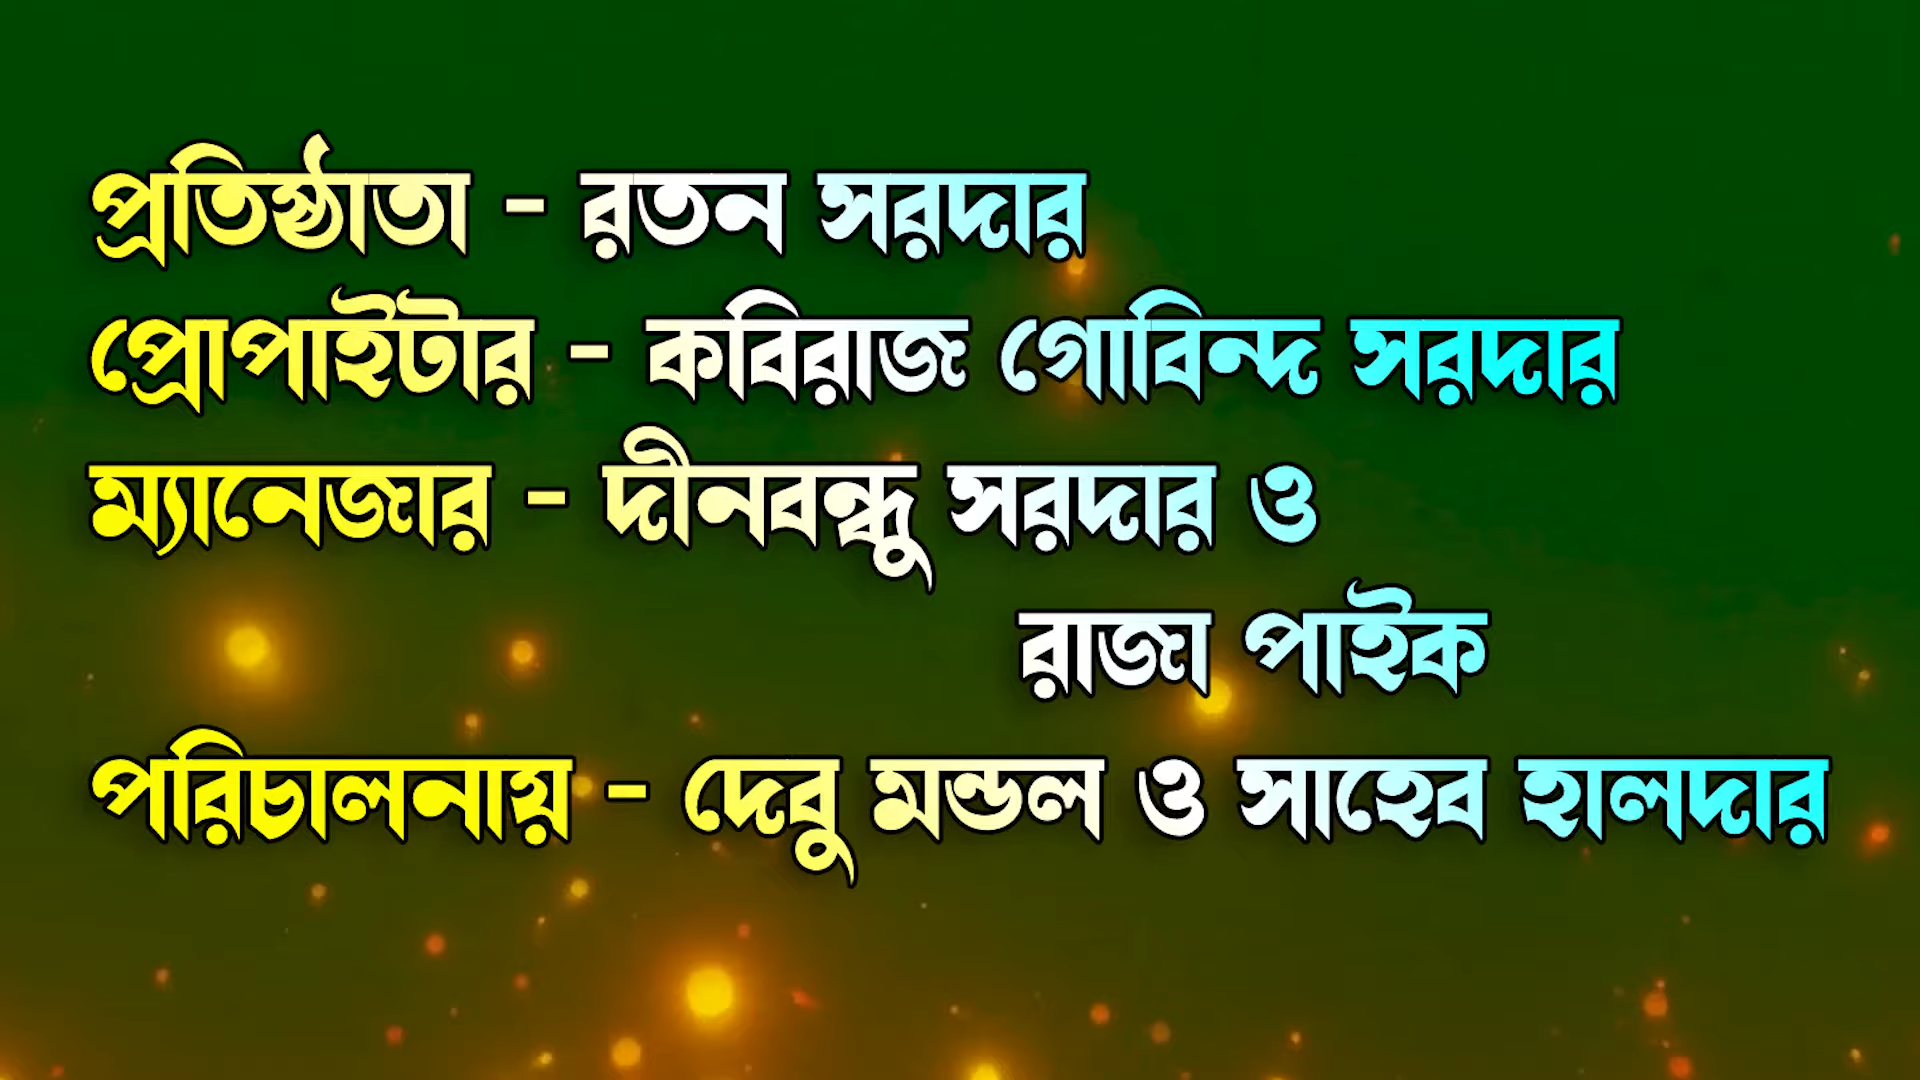 প্রতিষ্ঠাতা - রতন সরদার
প্রোপাইটার - কবিরাজ গোবিন্দ সরদার
ম্যানেজার - দীনবন্ধু সরদার ও
রাজা পাইক
পরিচালনায় - দেবু মন্ডল ও সাহেব হালদার